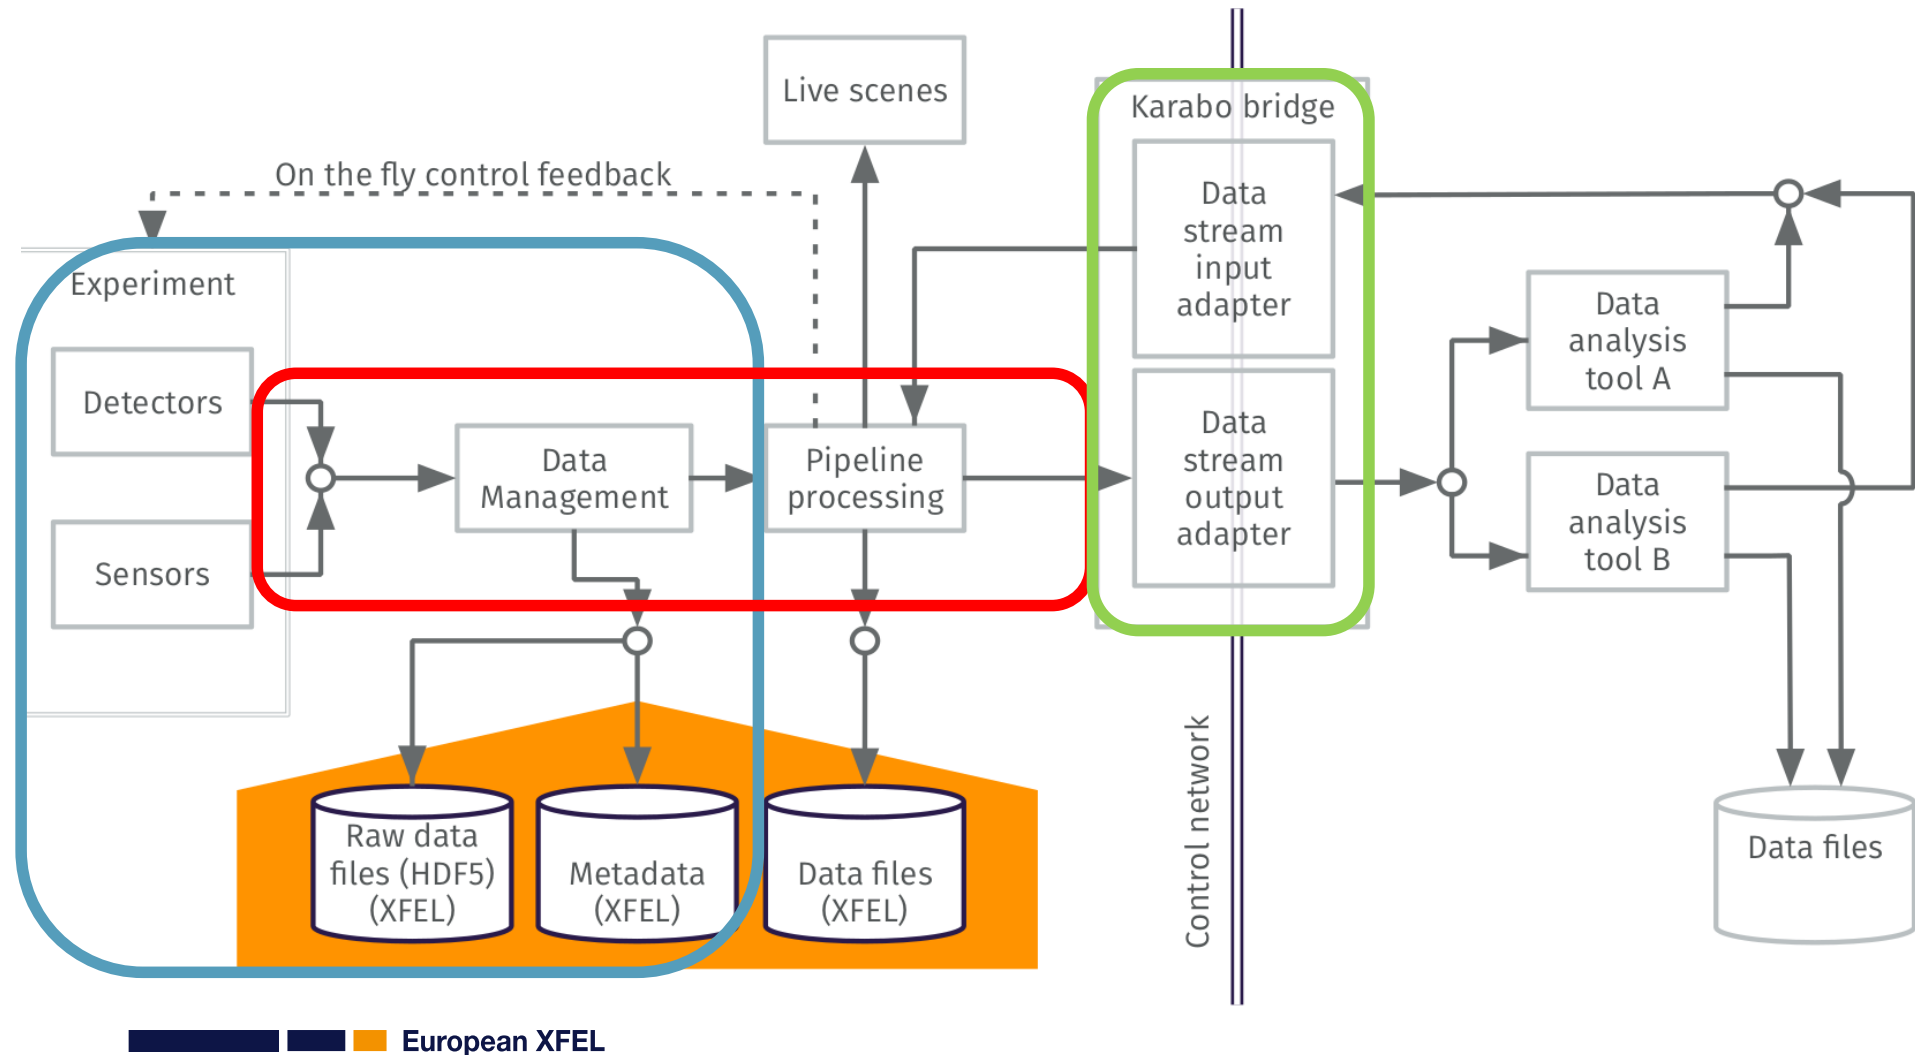 Live scenes
Karabo bridge
On the fly control feedback
Data
stream
input
adapter
Experiment
Detectors
Sensors
Data
Management
Pipeline
processing
Data
stream
output
adapter
Data
analysis
tool A
Data
analysis
tool B
Raw data
files (HDF5)
(XFEL)
Metadata
(XFEL)
Data files
(XFEL)
Control network
Data files
European XFEL